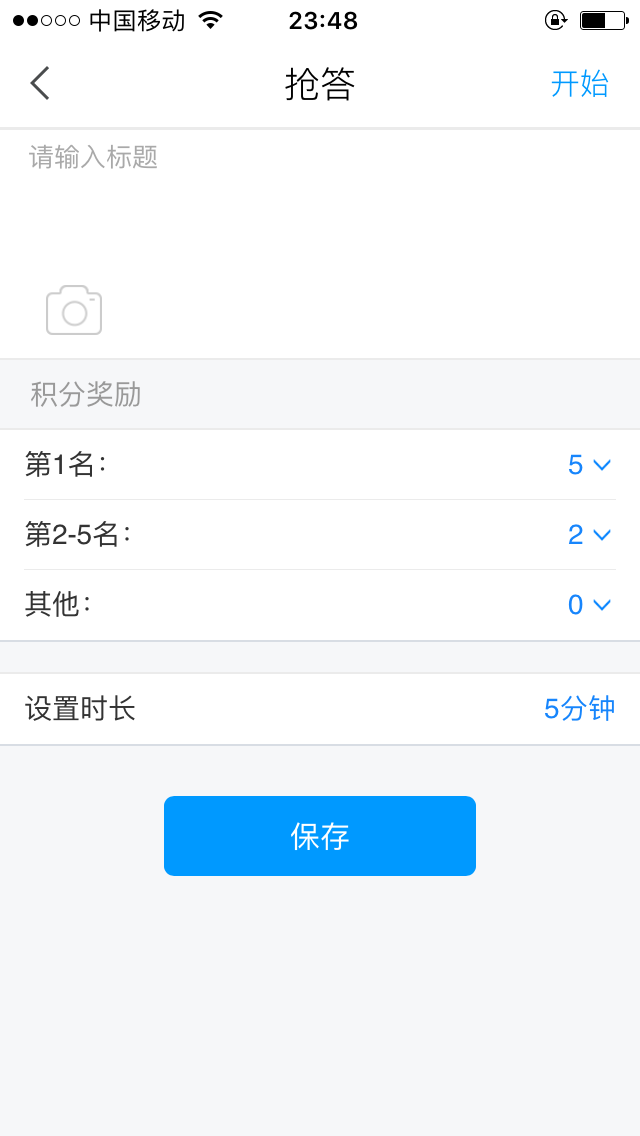 中国移动 23:48
抢答 开始
请输入标题
积分奖励
第1名： 5
第2-5名： 2
其他： 0
设置时长 5分钟
保存